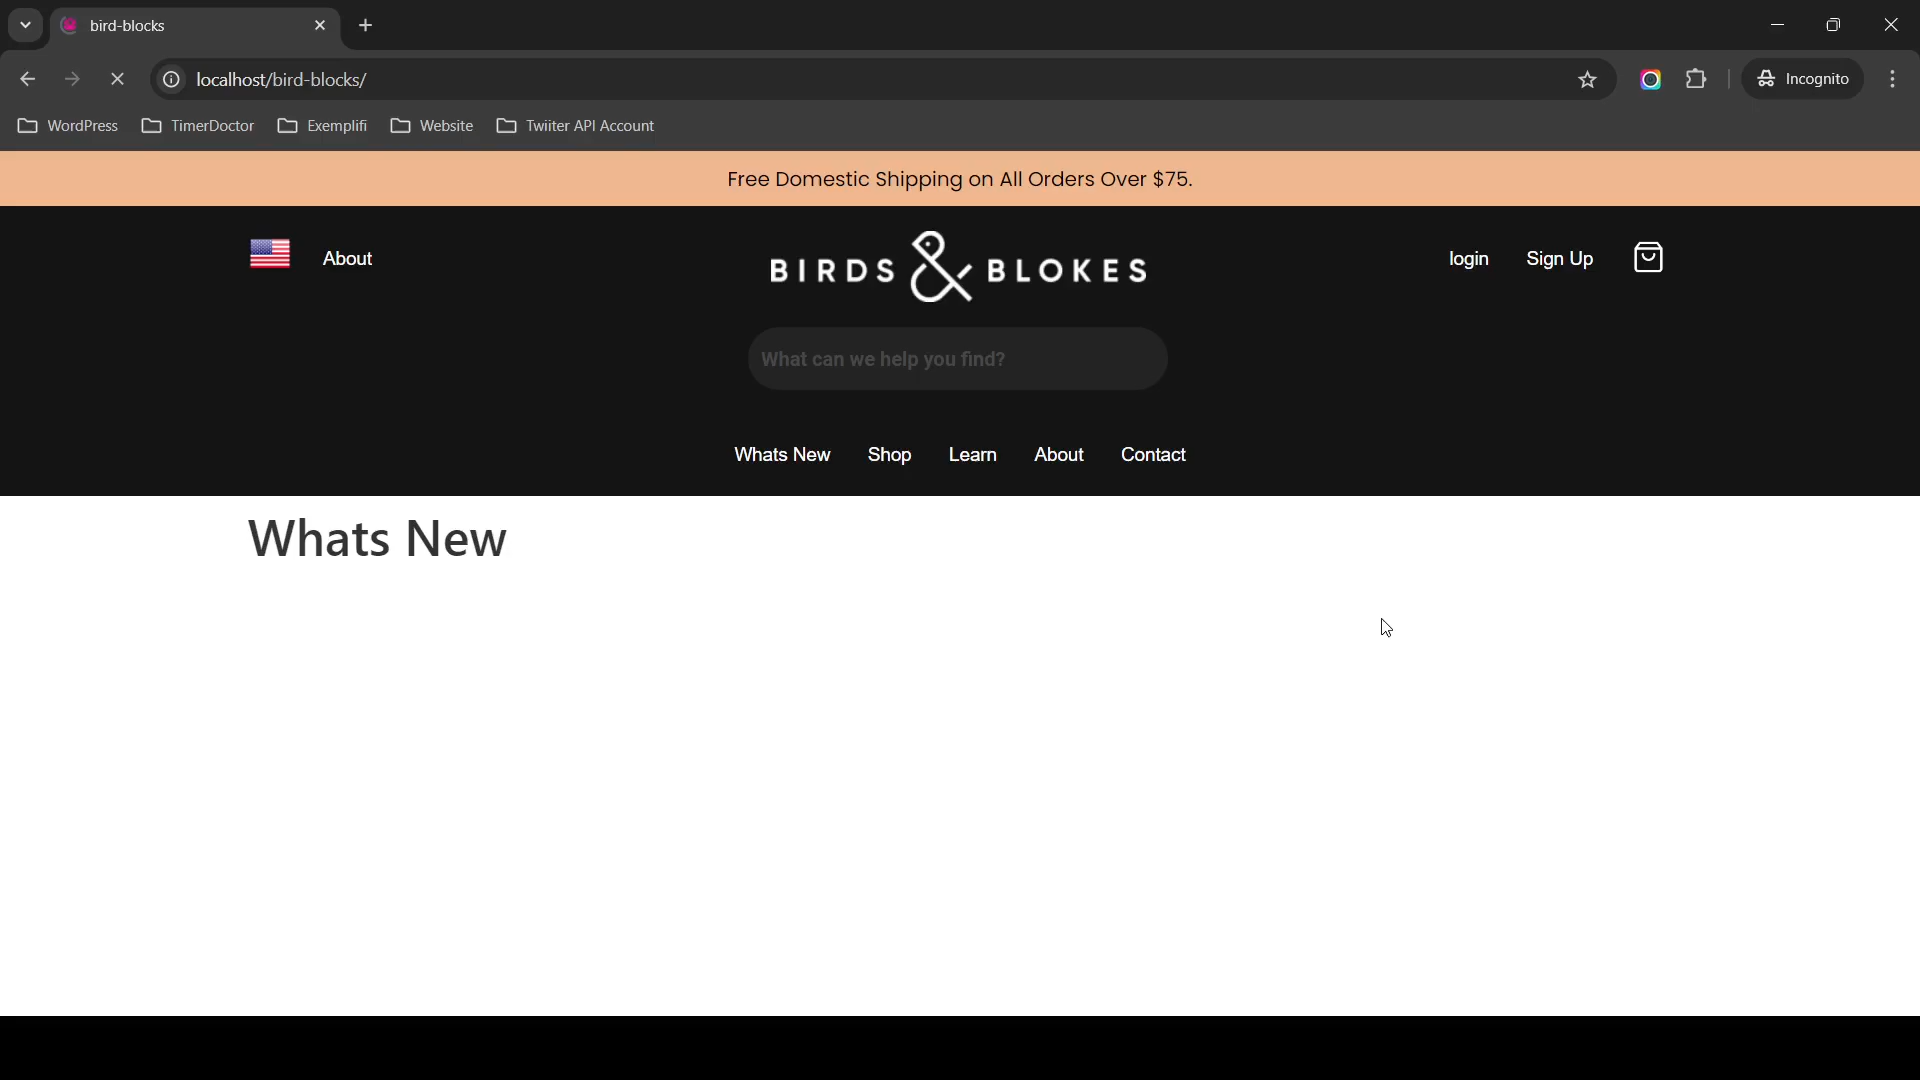 bird-blocks
localhost/bird-blocks/
Incognito
WordPress TimerDoctor Exemplifi Website Twiiter API Account
Free Domestic Shipping on All Orders Over $75.
About
BIRDS & BLOKES
login Sign Up
What can we help you find?
Whats New Shop Learn About Contact
Whats New